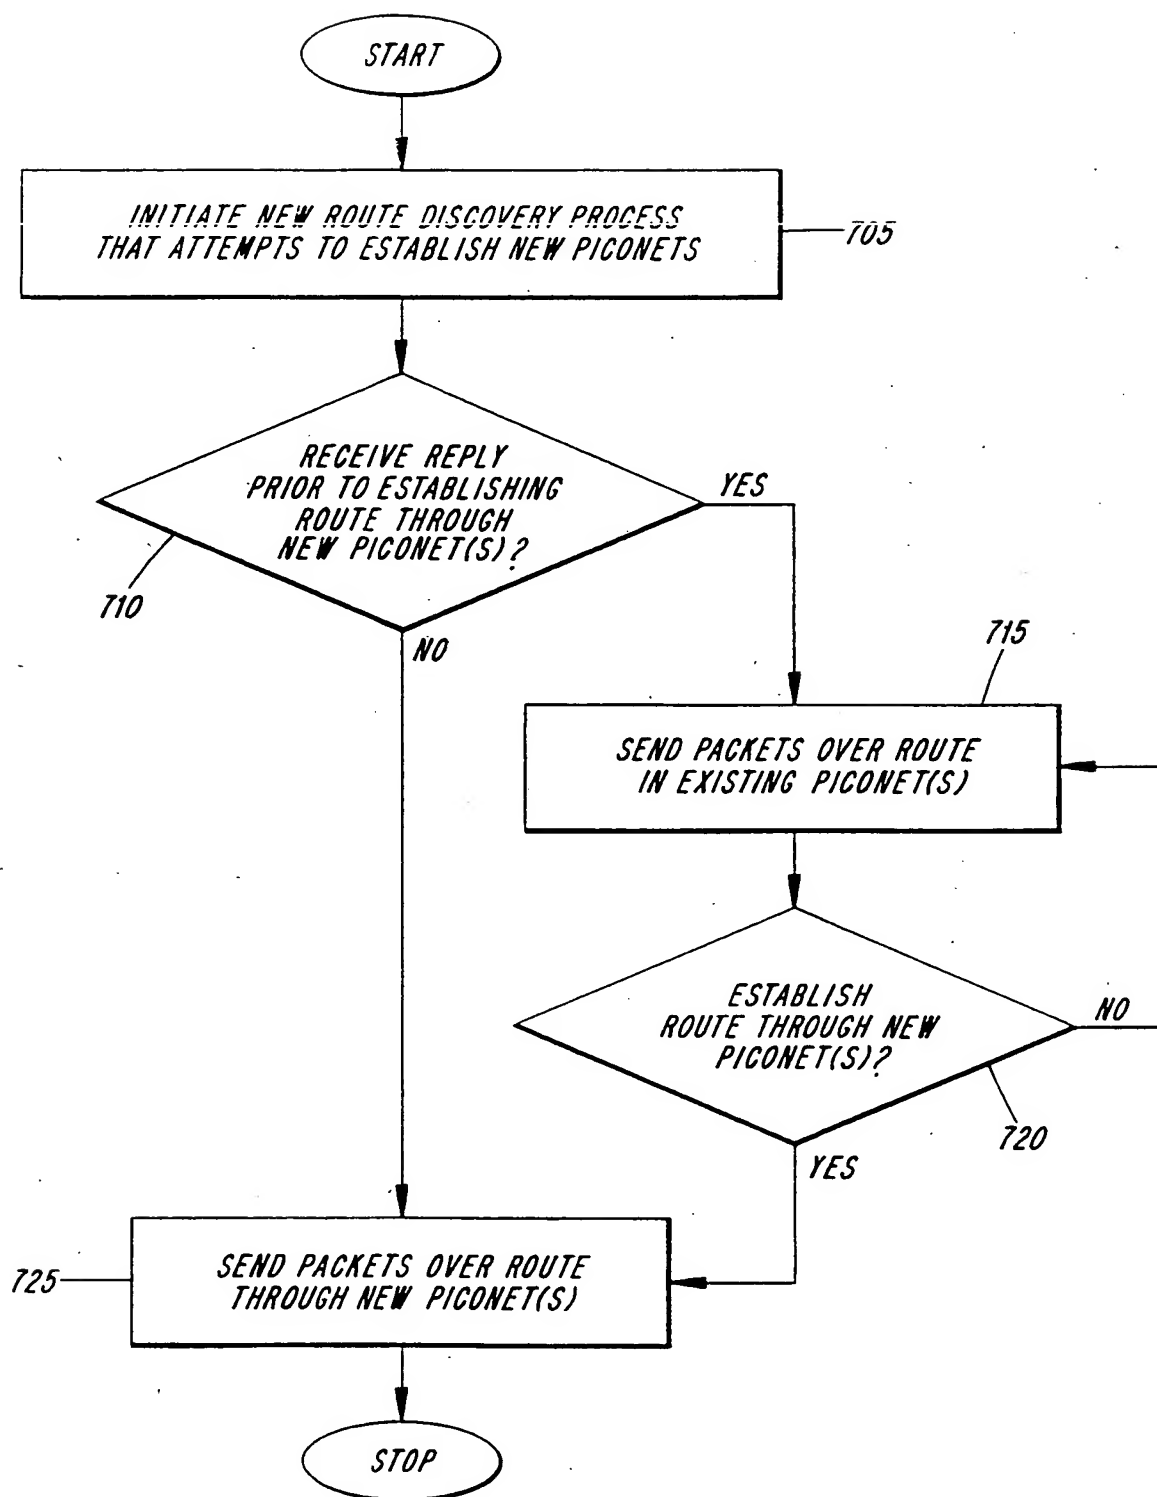 START
INITIATE NEW ROUTE DISCOVERY PROCESS
THAT ATTEMPTS TO ESTABLISH NEW PICONETS
705
RECEIVE REPLY
PRIOR TO ESTABLISHING
ROUTE THROUGH
NEW PICONET(S)?
YES
710
NO
715
SEND PACKETS OVER ROUTE
IN EXISTING PICONET(S)
ESTABLISH
ROUTE THROUGH NEW
PICONET(S)?
NO
720
YES
725
SEND PACKETS OVER ROUTE
THROUGH NEW PICONET(S)
STOP